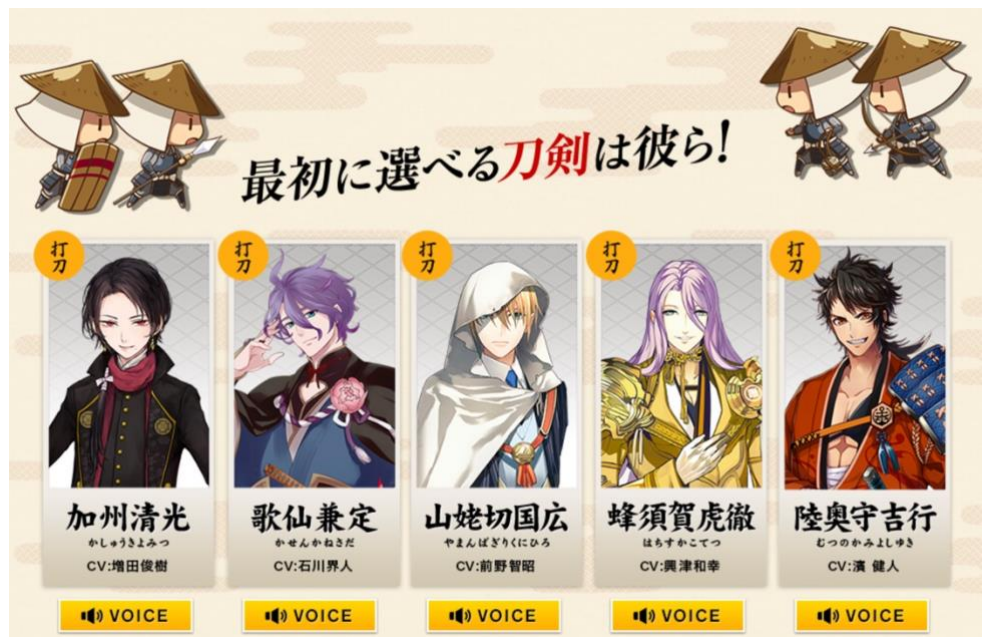 最初に選べる刀剣は彼ら!
打刀
打刀
打刀
打刀
打刀
加州清光
かしゅうきよみつ
CV:増田俊樹
VOICE
歌仙兼定
かせんかねさだ
CV:石川界人
VOICE
山姥切国広
やまんばぎりくにひろ
CV:前野智昭
VOICE
蜂須賀虎徹
はちすかこてつ
CV:興津和幸
VOICE
陸奥守吉行
むつのかみよしゆき
CV:濱 健人
VOICE